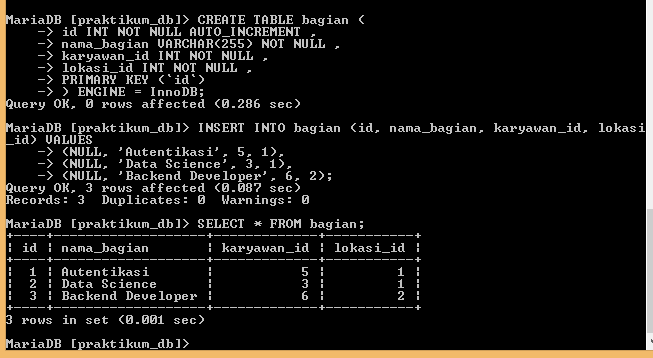 MariaDB [praktikum_db]> CREATE TABLE bagian (
    -> id INT NOT NULL AUTO_INCREMENT ,
    -> nama_bagian VARCHAR(255) NOT NULL ,
    -> karyawan_id INT NOT NULL ,
    -> lokasi_id INT NOT NULL ,
    -> PRIMARY KEY (`id`)
    -> ) ENGINE = InnoDB;
Query OK, 0 rows affected (0.286 sec)

MariaDB [praktikum_db]> INSERT INTO bagian (id, nama_bagian, karyawan_id, lokasi
_id) VALUES
    -> (NULL, 'Autentikasi', 5, 1),
    -> (NULL, 'Data Science', 3, 1),
    -> (NULL, 'Backend Developer', 6, 2);
Query OK, 3 rows affected (0.087 sec)
Records: 3  Duplicates: 0  Warnings: 0

MariaDB [praktikum_db]> SELECT * FROM bagian;
+----+-------------------+-------------+-----------+
| id | nama_bagian       | karyawan_id | lokasi_id |
+----+-------------------+-------------+-----------+
|  1 | Autentikasi       |           5 |         1 |
|  2 | Data Science      |           3 |         1 |
|  3 | Backend Developer |           6 |         2 |
+----+-------------------+-------------+-----------+
3 rows in set (0.001 sec)

MariaDB [praktikum_db]>